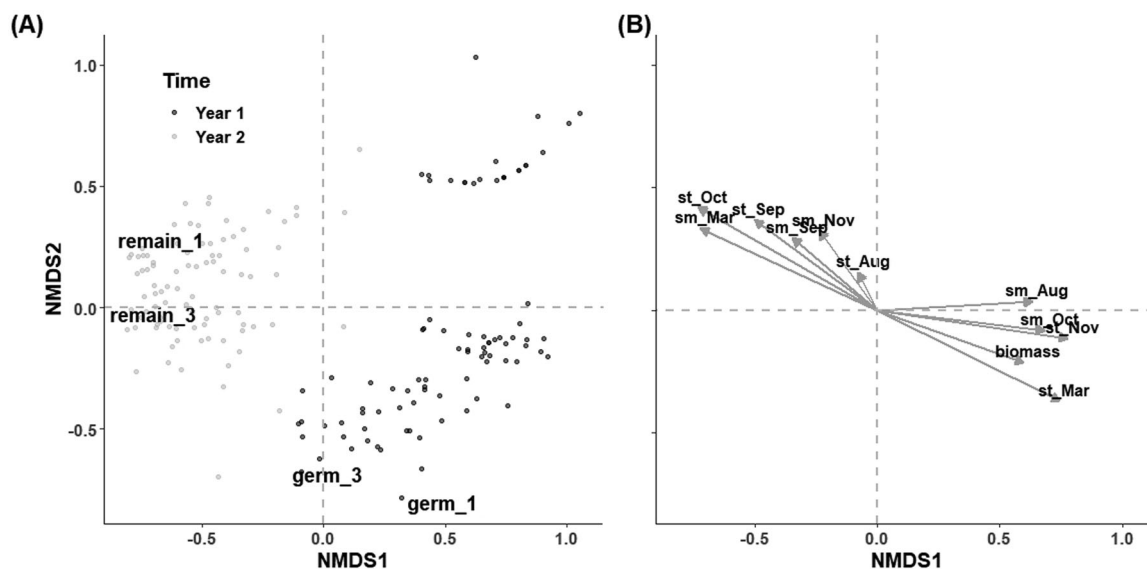 (A)
(B)
Time
Year 1
Year 2
1.0
0.5
0.0
-0.5
NMDS2
remain_1
remain_3
germ_3
germ_1
-0.5
0.0
0.5
1.0
NMDS1
st_Oct
st_Sep
sm_Mar
sm_Nov
sm_Sep
st_Aug
sm_Aug
sm_Oct
st_Nov
biomass
st_Mar
-0.5
0.0
0.5
1.0
NMDS1